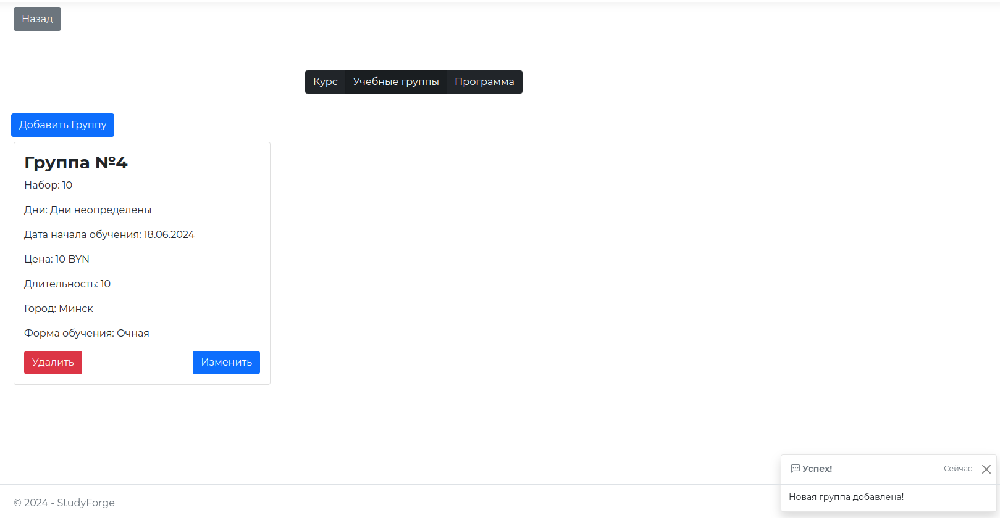 Назад
Курс Учебные группы Программа
Добавить Группу
Группа №4
Набор: 10
Дни: Дни неопределены
Дата начала обучения: 18.06.2024
Цена: 10 BYN
Длительность: 10
Город: Минск
Форма обучения: Очная
Удалить Изменить
Успех! Сейчас
Новая группа добавлена!
© 2024 - StudyForge